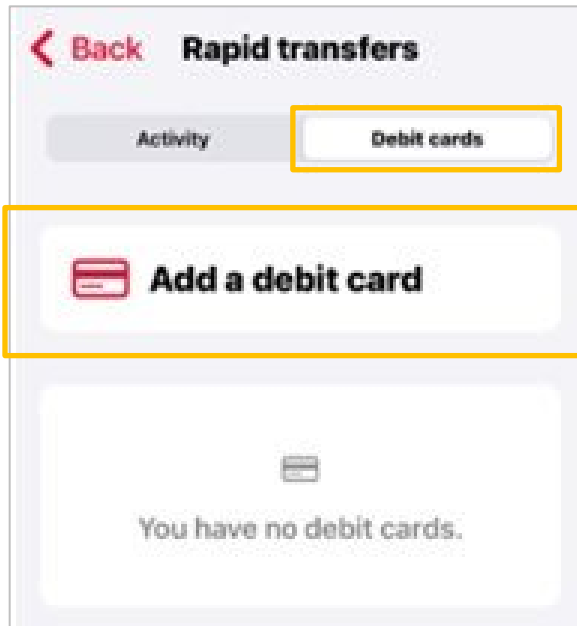 Back Rapid transfers
Activity Debit cards
Add a debit card
You have no debit cards.